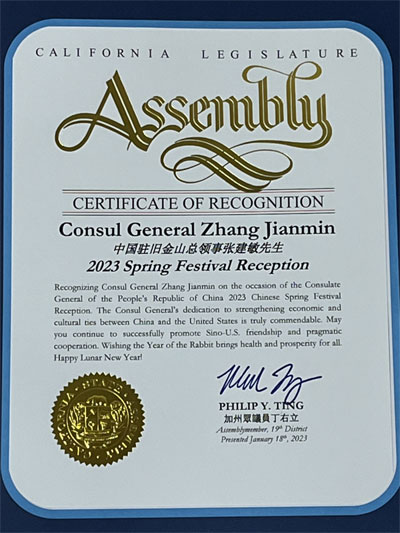 CALIFORNIA LEGISLATURE
Assembly
CERTIFICATE OF RECOGNITION
Consul General Zhang Jianmin
中国驻旧金山总领事张建敏先生
2023 Spring Festival Reception
Recognizing Consul General Zhang Jianmin on the occasion of the Consulate
General of the People's Republic of China 2023 Chinese Spring Festival
Reception. The Consul General's dedication to strengthening economic and
cultural ties between China and the United States is truly commendable. May
you continue to successfully promote Sino-U.S. friendship and pragmatic
cooperation. Wishing the Year of the Rabbit brings health and prosperity for all.
Happy Lunar New Year!
PHILIP Y. TING
加州眾議員丁右立
Assemblymember, 19th District
Presented January 18th, 2023